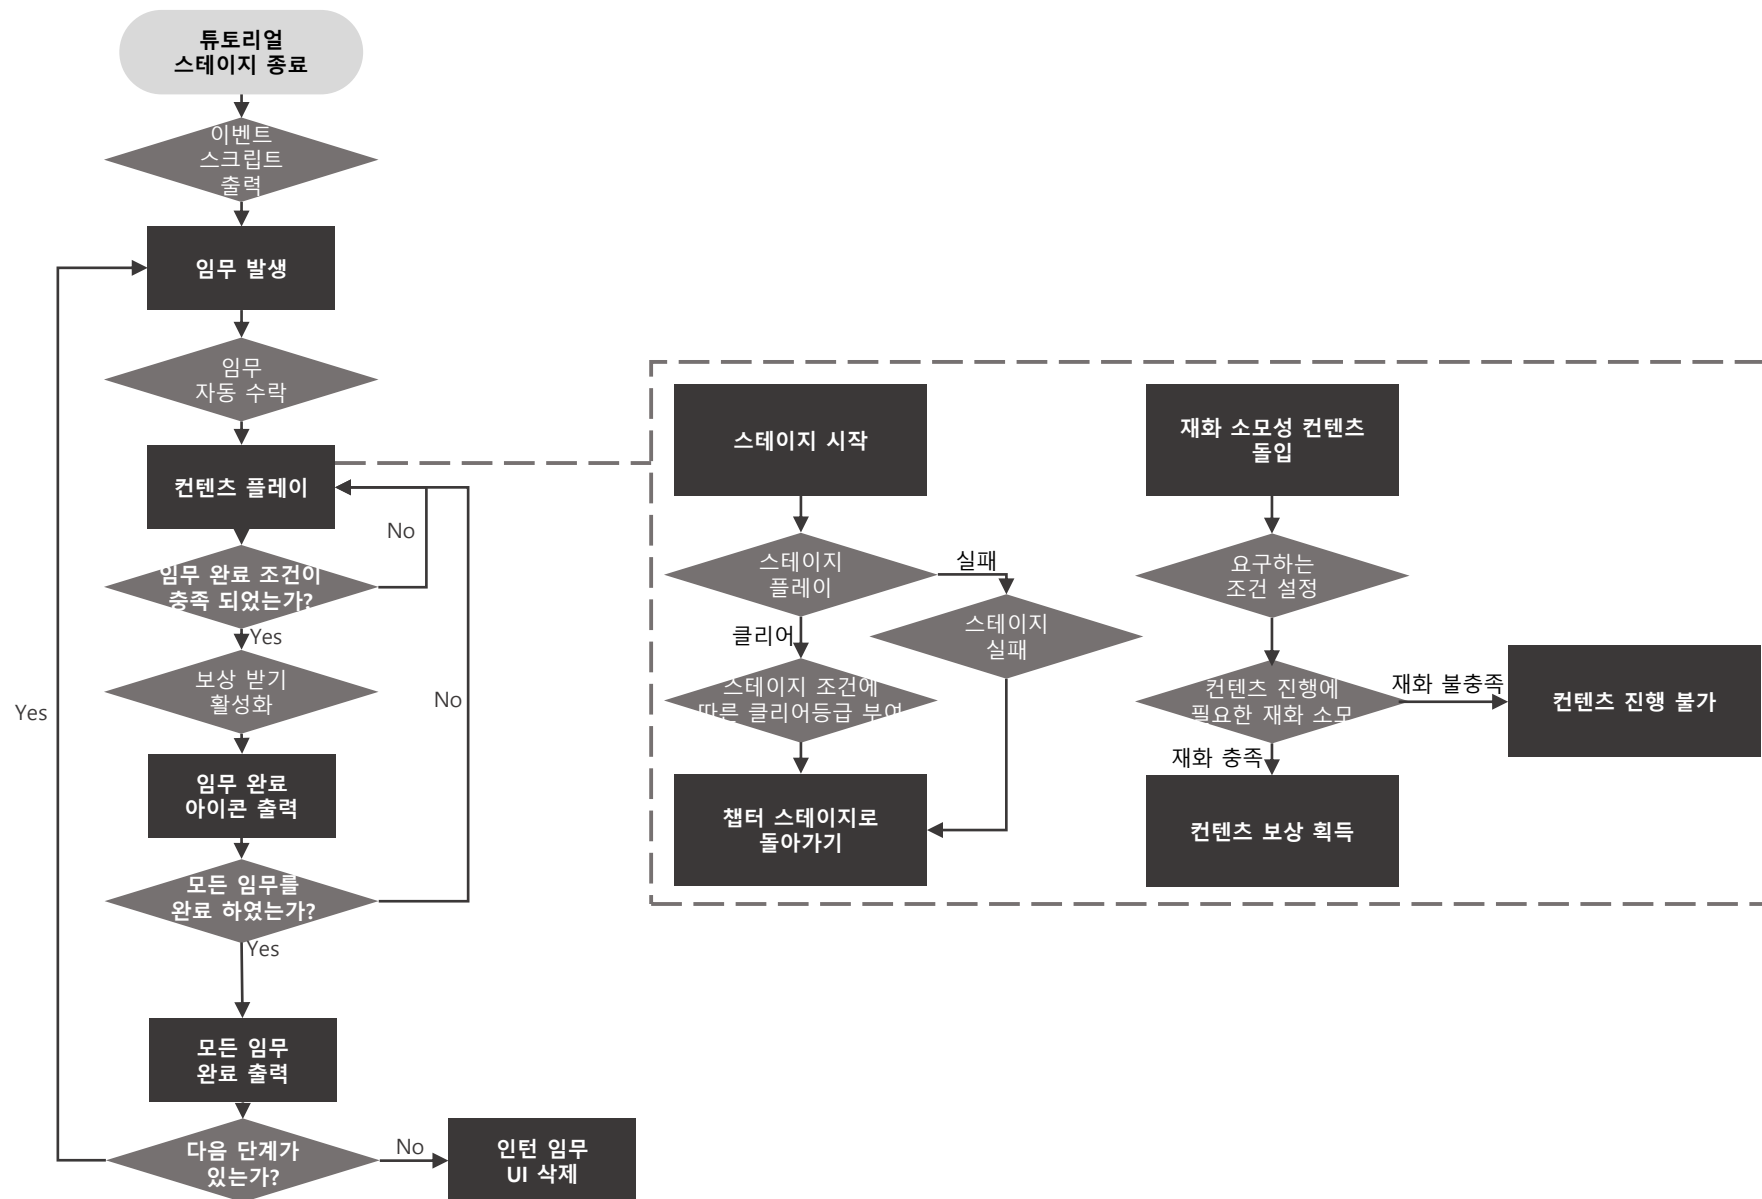 튜토리얼
스테이지 종료
이벤트
스크립트
출력
임무 발생
임무
자동 수락
컨텐츠 플레이
No
임무 완료 조건이
충족 되었는가?
Yes
보상 받기
활성화
No
Yes
임무 완료
아이콘 출력
모든 임무를
완료 하였는가?
Yes
모든 임무
완료 출력
다음 단계가
있는가?
No
인턴 임무
UI 삭제
스테이지 시작
스테이지
플레이
실패
클리어
스테이지
실패
스테이지 조건에
따른 클리어등급 부여
챕터 스테이지로
돌아가기
재화 소모성 컨텐츠
돌입
요구하는
조건 설정
컨텐츠 진행에
필요한 재화 소모
재화 불충족
컨텐츠 진행 불가
재화 충족
컨텐츠 보상 획득